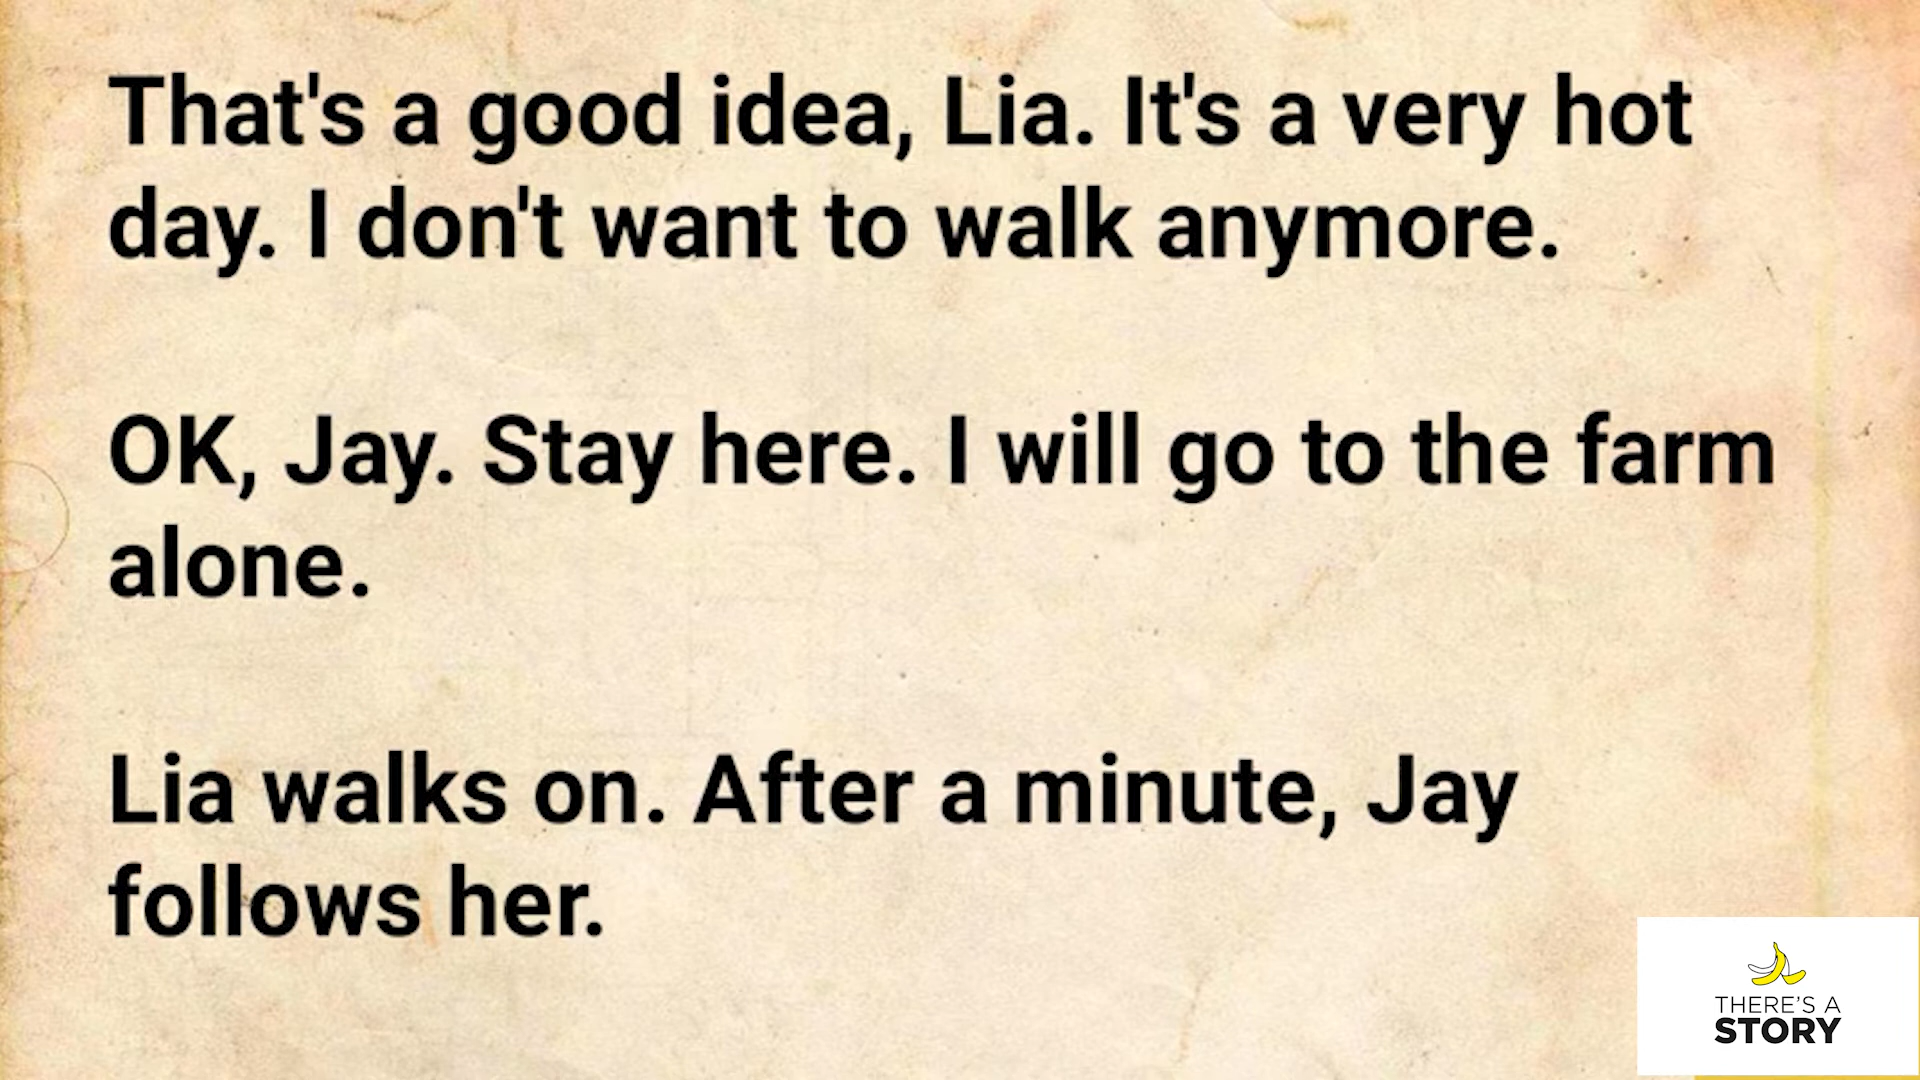 That's a good idea, Lia. It's a very hot
day. I don't want to walk anymore.
OK, Jay. Stay here. I will go to the farm
alone.
Lia walks on. After a minute, Jay
follows her.
THERE'S A
STORY